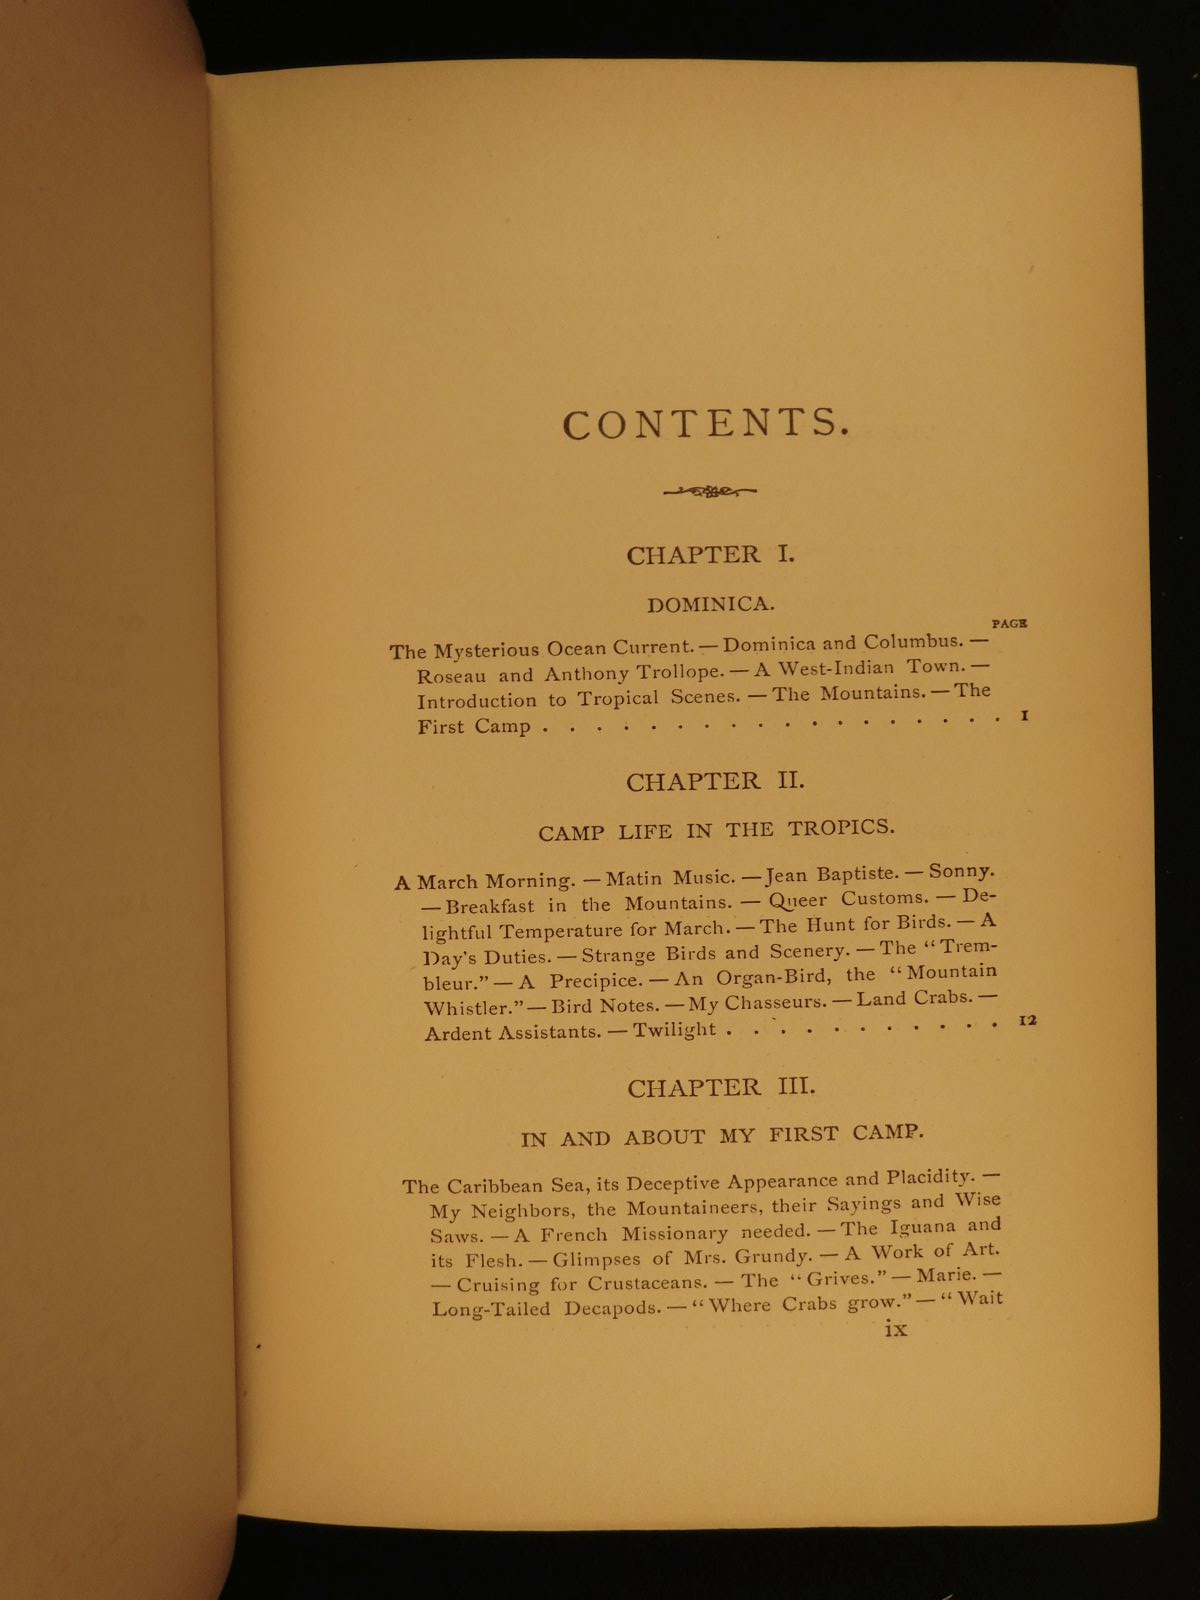 CONTENTS.
CHAPTER I.
DOMINICA.
PAGE
The Mysterious Ocean Current. — Dominica and Columbus. —
Roseau and Anthony Trollope. — A West-Indian Town. —
Introduction to Tropical Scenes. — The Mountains. — The
First Camp . . . . . . . . . . . . . . . . . . 1
CHAPTER II.
CAMP LIFE IN THE TROPICS.
A March Morning. — Matin Music. — Jean Baptiste. — Sonny.
— Breakfast in the Mountains. — Queer Customs. — De-
lightful Temperature for March. — The Hunt for Birds. — A
Day's Duties. — Strange Birds and Scenery. — The "Trem-
bleur." — A Precipice. — An Organ-Bird, the "Mountain
Whistler." — Bird Notes. — My Chasseurs. — Land Crabs. —
Ardent Assistants. — Twilight . . . . . . . . . . . 12
CHAPTER III.
IN AND ABOUT MY FIRST CAMP.
The Caribbean Sea, its Deceptive Appearance and Placidity. —
My Neighbors, the Mountaineers, their Sayings and Wise
Saws. — A French Missionary needed. — The Iguana and
its Flesh. — Glimpses of Mrs. Grundy. — A Work of Art.
— Cruising for Crustaceans. — The "Grives." — Marie. —
Long-Tailed Decapods. — "Where Crabs grow." — "Wait
ix